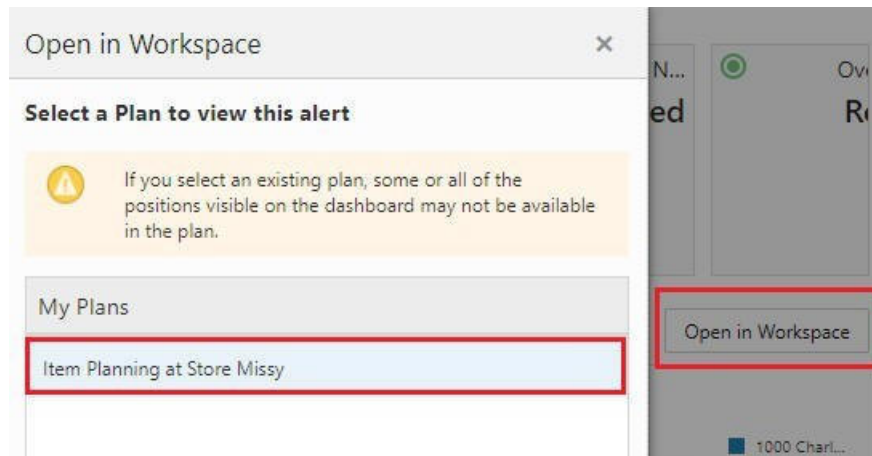 Open in Workspace
Select a Plan to view this alert
If you select an existing plan, some or all of the
positions visible on the dashboard may not be available
in the plan.
My Plans
Item Planning at Store Missy
N...
ed
Ov
R
Open in Workspace
1000 Charl...